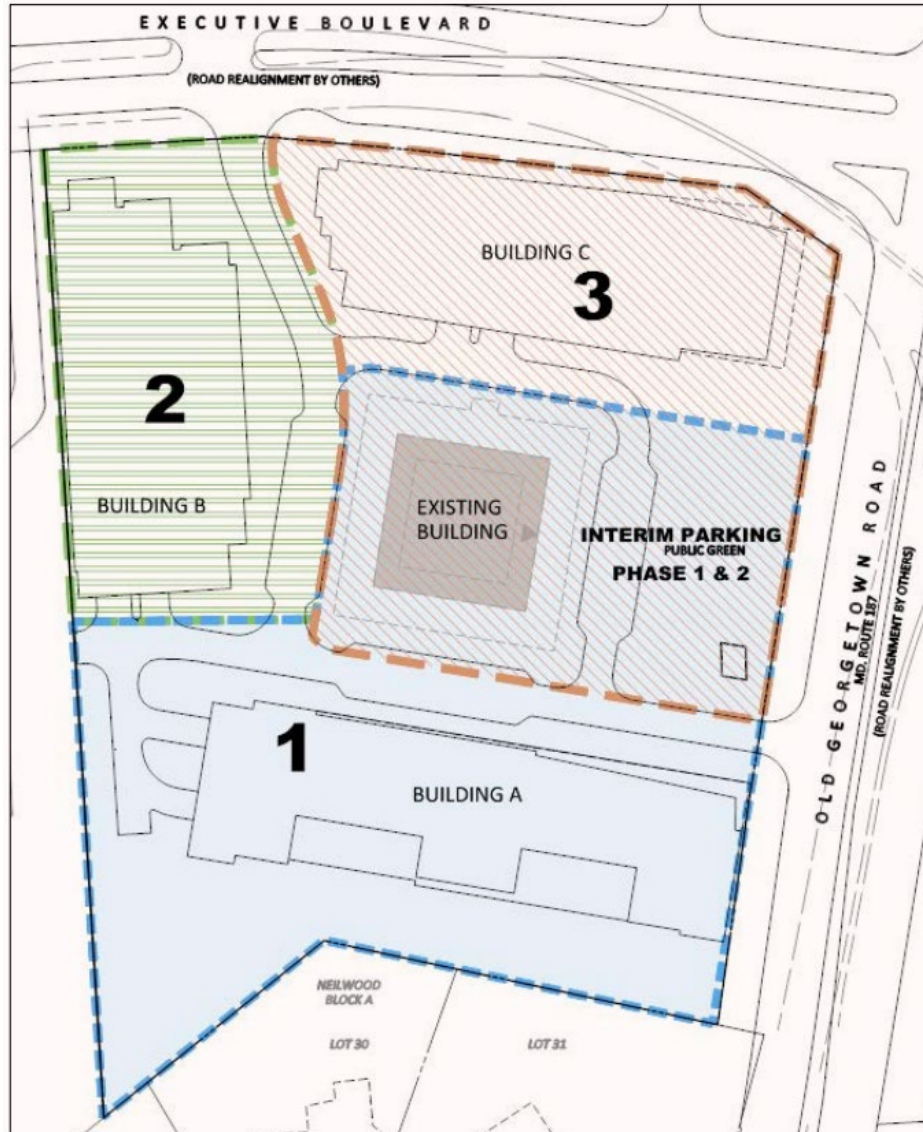 EXECUTIVE BOULEVARD
(ROAD REALIGNMENT BY OTHERS)
BUILDING C
3
2
BUILDING B
EXISTING
BUILDING
INTERIM PARKING
PUBLIC GREEN
PHASE 1 & 2
OLD GEORGETOWN ROAD
MD. ROUTE 187
(ROAD REALIGNMENT BY OTHERS)
1
BUILDING A
NEILWOOD
BLOCK A
LOT 30
LOT 31